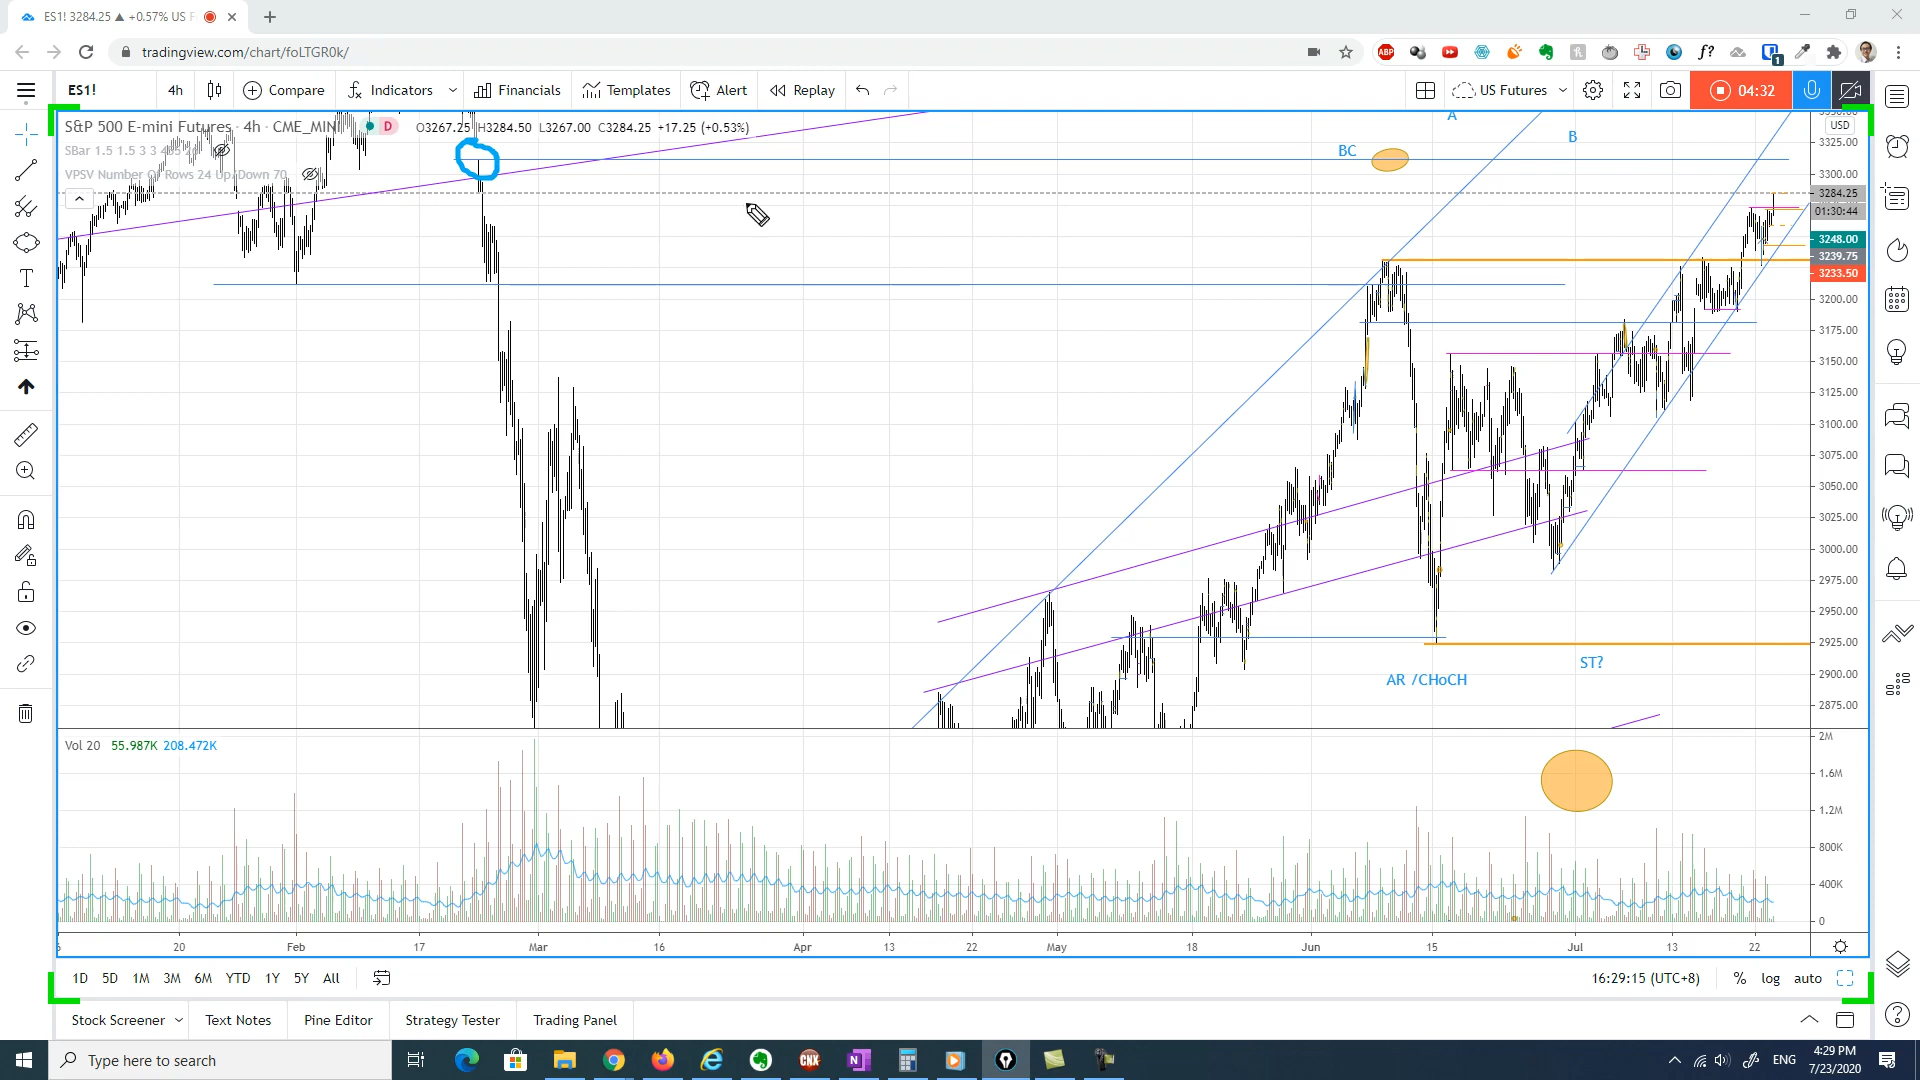 ES1! 3284.25 ▲ +0.57% US F
tradingview.com/chart/foLTGR0k/
ABP
f?
1
ES1! 4h Compare Indicators Financials Templates Alert Replay US Futures 04:32
S&P 500 E-mini Futures · 4h · CME_MINI D O3267.25 H3284.50 L3267.00 C3284.25 +17.25 (+0.53%)
SBar 1.5 1.5 3 3
VPSV Number Of Rows 24 Up/Down 70
A
B
BC
USD
3325.00
3300.00
3284.25
01:30:44
3248.00
3239.75
3233.50
3200.00
3175.00
3150.00
3125.00
3100.00
3075.00
3050.00
3025.00
3000.00
2975.00
2950.00
2925.00
2900.00
2875.00
ST?
AR /CHoCH
Vol 20 55.987K 208.472K
2M
1.6M
1.2M
800K
400K
0
20 Feb 17 Mar 16 Apr 13 22 May 18 Jun 15 Jul 13 22
1D 5D 1M 3M 6M YTD 1Y 5Y All
16:29:15 (UTC+8) % log auto
Stock Screener Text Notes Pine Editor Strategy Tester Trading Panel
Type here to search
CNX
ENG
4:29 PM
7/23/2020